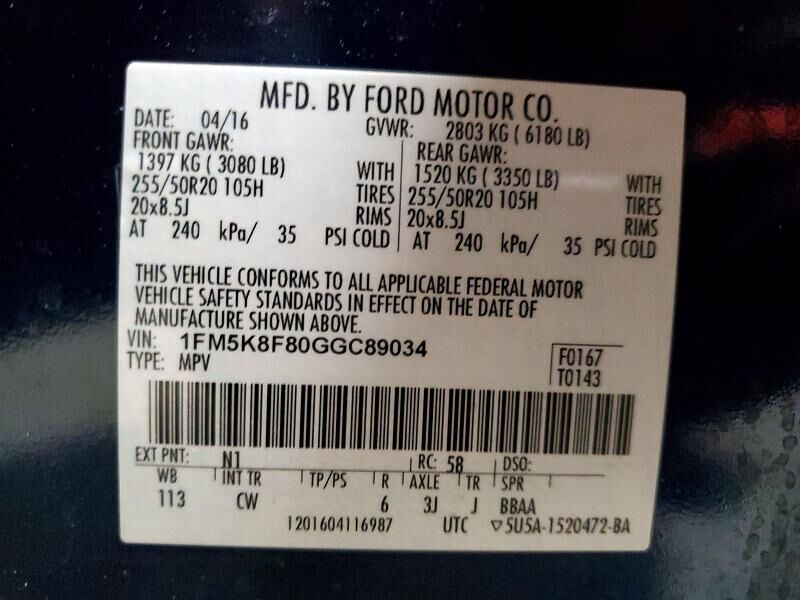 MFD. BY FORD MOTOR CO.
DATE: 04/16 GVWR: 2803 KG ( 6180 LB)
FRONT GAWR: REAR GAWR:
1397 KG ( 3080 LB) WITH 1520 KG ( 3350 LB) WITH
255/50R20 105H TIRES 255/50R20 105H TIRES
20x8.5J RIMS 20x8.5J RIMS
AT 240 kPa/ 35 PSI COLD AT 240 kPa/ 35 PSI COLD
THIS VEHICLE CONFORMS TO ALL APPLICABLE FEDERAL MOTOR
VEHICLE SAFETY STANDARDS IN EFFECT ON THE DATE OF
MANUFACTURE SHOWN ABOVE.
VIN: 1FM5K8F80GGC89034
TYPE: MPV
F0167
T0143
EXT PNT: N1 RC: 58 DSO:
WB INT TR TP/PS R AXLE TR SPR
113 CW 6 3J J BBAA
1201604116987 UTC ▽5U5A-1520472-BA